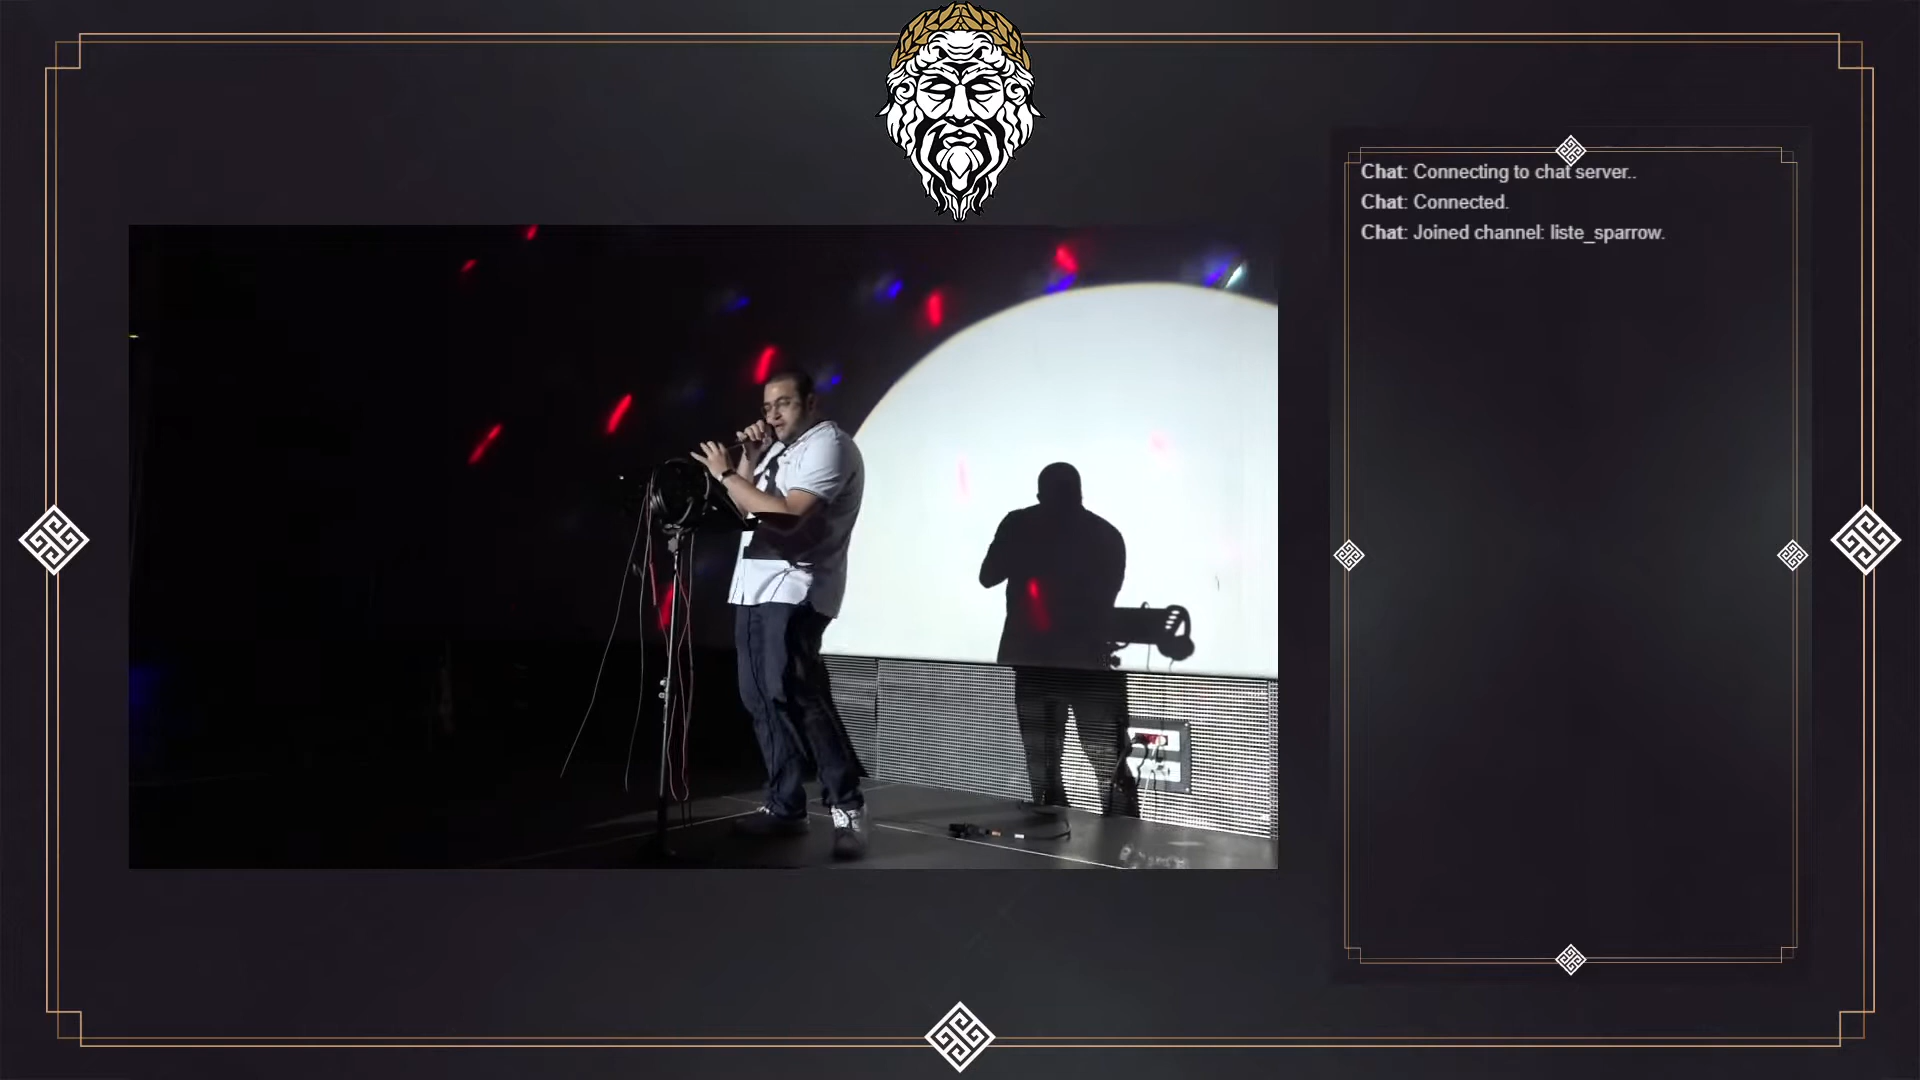 Chat: Connecting to chat server..
Chat: Connected.
Chat: Joined channel: liste_sparrow.